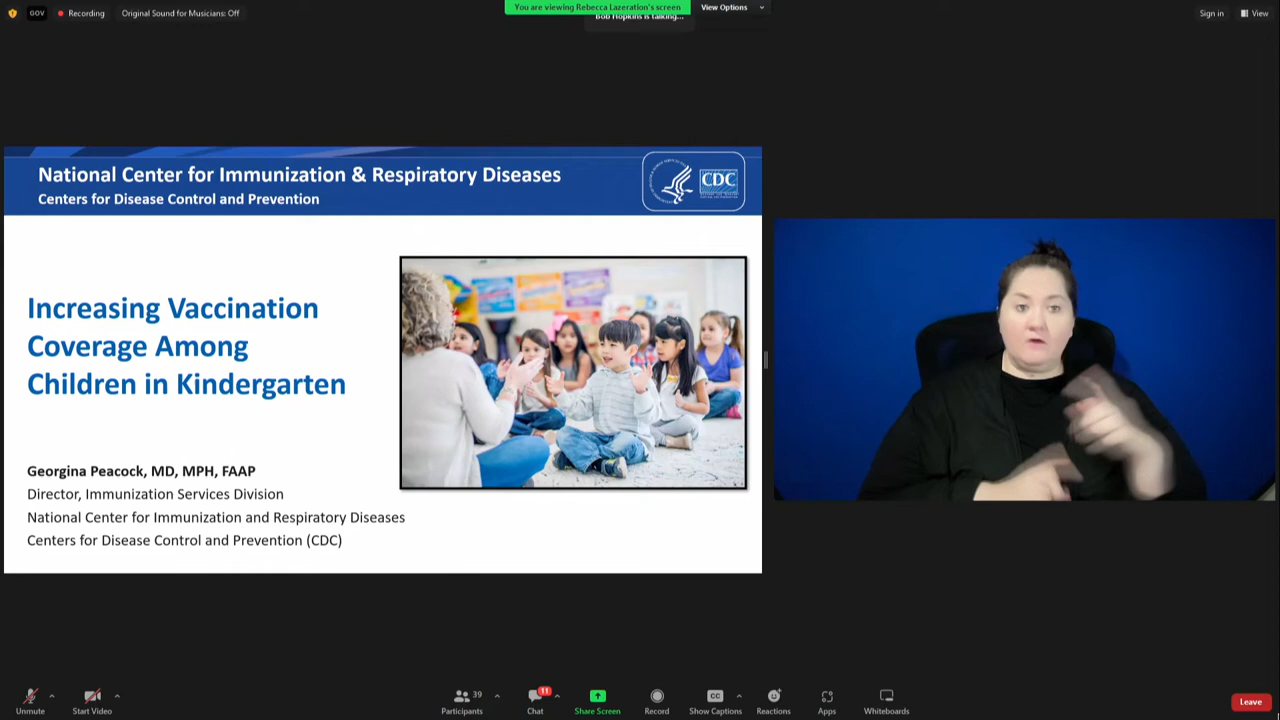 GOV
Recording
Original Sound for Musicians: Off
You are viewing Rebecca Lazeration's screen
View Options
Bob Hopkins is talking...
Sign in
View
National Center for Immunization & Respiratory Diseases
Centers for Disease Control and Prevention
CDC
Increasing Vaccination
Coverage Among
Children in Kindergarten
Georgina Peacock, MD, MPH, FAAP
Director, Immunization Services Division
National Center for Immunization and Respiratory Diseases
Centers for Disease Control and Prevention (CDC)
Unmute
Start Video
Participants
39
Chat
11
Share Screen
Record
CC
Show Captions
Reactions
Apps
Whiteboards
Leave